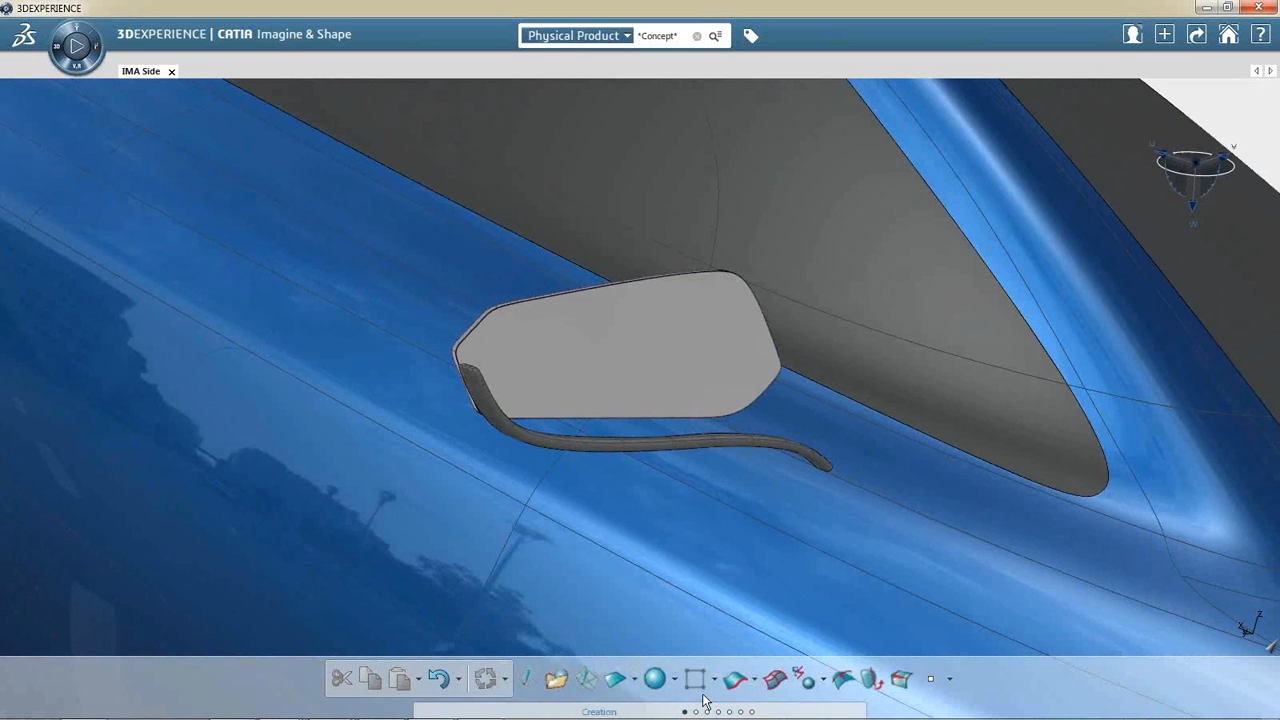 3DEXPERIENCE
3DEXPERIENCE | CATIA Imagine & Shape
Physical Product *Concept*
IMA Side
Creation